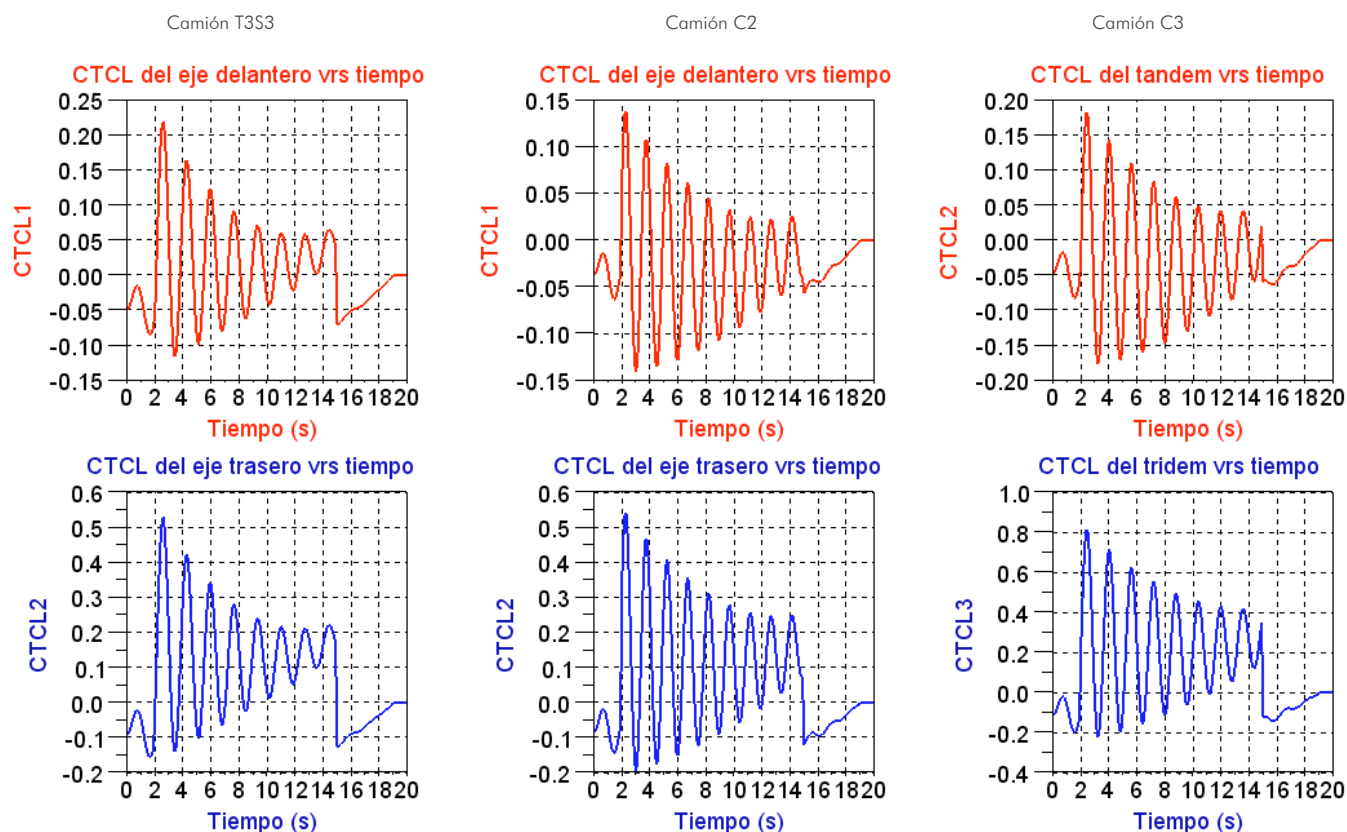 Camión T3S3
Camión C2
Camión C3
CTCL del eje delantero vrs tiempo
0.25
0.20
0.15
0.10
0.05
0.00
-0.05
-0.10
-0.15
CTCL1
0 2 4 6 8 10 12 14 16 18 20
Tiempo (s)
CTCL del eje delantero vrs tiempo
0.15
0.10
0.05
0.00
-0.05
-0.10
-0.15
CTCL1
0 2 4 6 8 10 12 14 16 18 20
Tiempo (s)
CTCL del tandem vrs tiempo
0.20
0.15
0.10
0.05
0.00
-0.05
-0.10
-0.15
-0.20
CTCL2
0 2 4 6 8 10 12 14 16 18 20
Tiempo (s)
CTCL del eje trasero vrs tiempo
0.6
0.5
0.4
0.3
0.2
0.1
0.0
-0.1
-0.2
CTCL2
0 2 4 6 8 10 12 14 16 18 20
Tiempo (s)
CTCL del eje trasero vrs tiempo
0.6
0.5
0.4
0.3
0.2
0.1
0.0
-0.1
-0.2
CTCL2
0 2 4 6 8 10 12 14 16 18 20
Tiempo (s)
CTCL del tridem vrs tiempo
1.0
0.8
0.6
0.4
0.2
0.0
-0.2
-0.4
CTCL3
0 2 4 6 8 10 12 14 16 18 20
Tiempo (s)